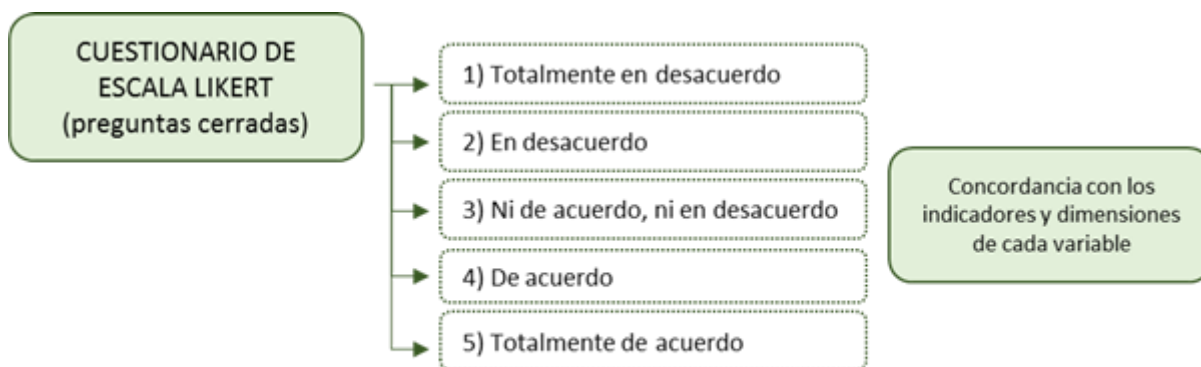 CUESTIONARIO DE
ESCALA LIKERT
(preguntas cerradas)
1) Totalmente en desacuerdo
2) En desacuerdo
3) Ni de acuerdo, ni en desacuerdo
4) De acuerdo
5) Totalmente de acuerdo
Concordancia con los
indicadores y dimensiones
de cada variable